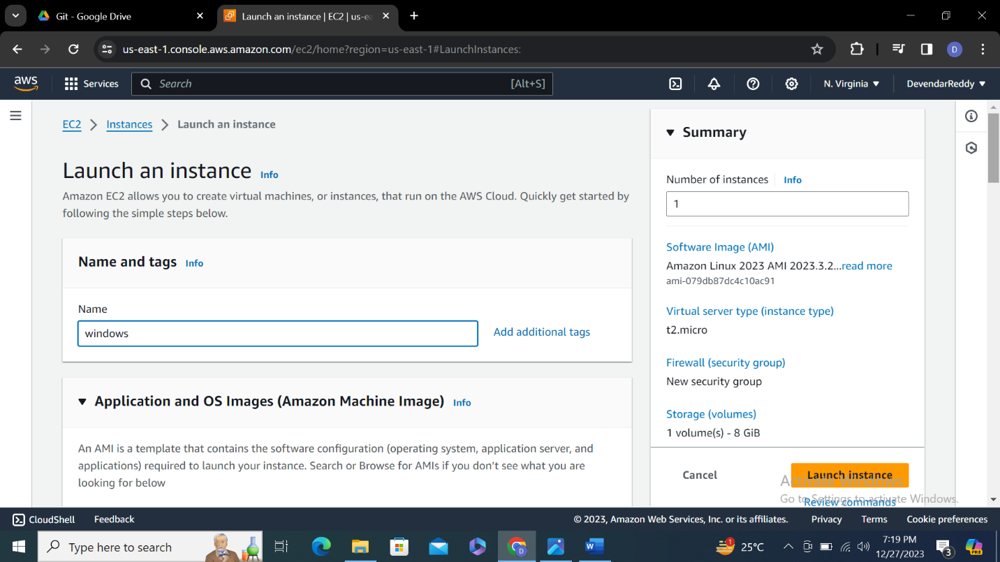 Git - Google Drive
Launch an instance | EC2 | us-ea
us-east-1.console.aws.amazon.com/ec2/home?region=us-east-1#LaunchInstances:
D
aws
Services
Search
[Alt+S]
N. Virginia
DevendarReddy
EC2
Instances
Launch an instance
Launch an instance Info
Amazon EC2 allows you to create virtual machines, or instances, that run on the AWS Cloud. Quickly get started by
following the simple steps below.
Name and tags Info
Name
windows
Add additional tags
Application and OS Images (Amazon Machine Image) Info
An AMI is a template that contains the software configuration (operating system, application server, and
applications) required to launch your instance. Search or Browse for AMIs if you don't see what you are
looking for below
Summary
Number of instances Info
1
Software Image (AMI)
Amazon Linux 2023 AMI 2023.3.2...read more
ami-079db87dc4c10ac91
Virtual server type (instance type)
t2.micro
Firewall (security group)
New security group
Storage (volumes)
1 volume(s) - 8 GiB
Cancel
Launch instance
Review commands
Activate Windows
Go to Settings to activate Windows.
CloudShell
Feedback
© 2023, Amazon Web Services, Inc. or its affiliates.
Privacy
Terms
Cookie preferences
Type here to search
D
W
1
25°C
7:19 PM
12/27/2023
3
PRE